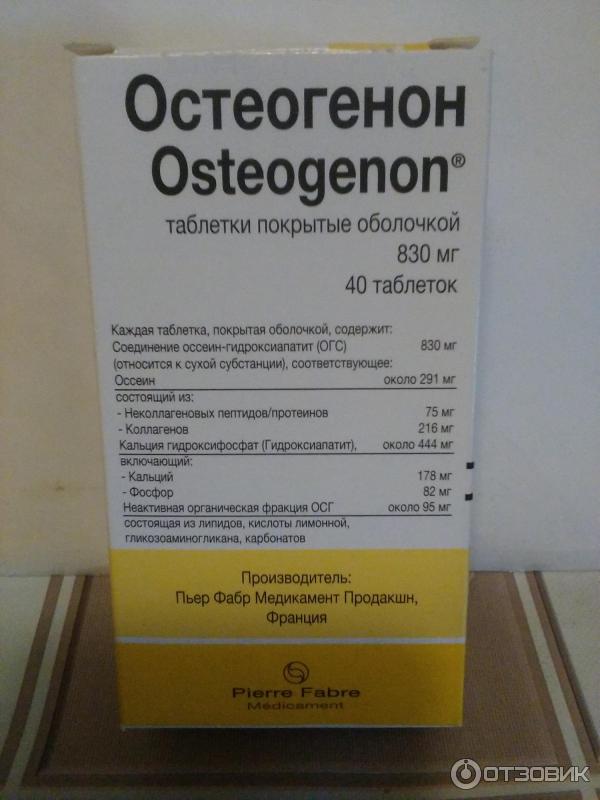 Остеогенон
Osteogenon®
таблетки покрытые оболочкой
830 мг
40 таблеток
Каждая таблетка, покрытая оболочкой, содержит:
Соединение оссеин-гидроксиапатит (ОГС) 830 мг
(относится к сухой субстанции), соответствующее:
Оссеин около 291 мг
состоящий из:
- Неколлагеновых пептидов/протеинов 75 мг
- Коллагенов 216 мг
Кальция гидроксифосфат (Гидроксиапатит), около 444 мг
включающий:
- Кальций 178 мг
- Фосфор 82 мг
Неактивная органическая фракция ОСГ около 95 мг
состоящая из липидов, кислоты лимонной,
гликозоаминогликана, карбонатов
Производитель:
Пьер Фабр Медикамент Продакшн,
Франция
Pierre Fabre
Médicament
ОТЗОВИК